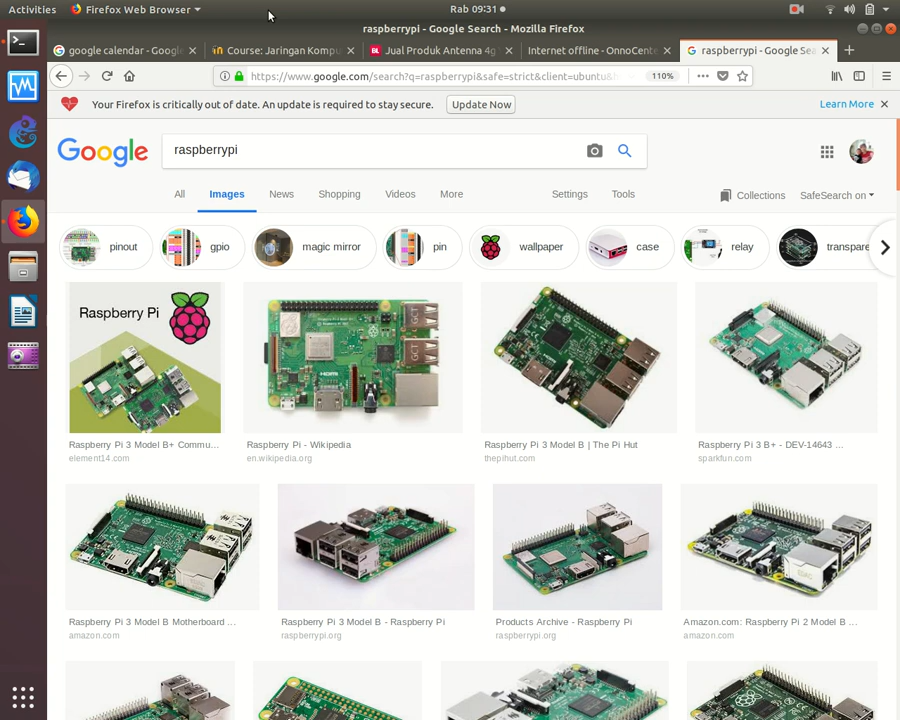 Activities Firefox Web Browser Rab 09:31
raspberrypi - Google Search - Mozilla Firefox
google calendar - Goog Course: Jaringan Kompu Jual Produk Antenna 4g Internet offline - OnnoCente raspberrypi - Google Sea
https://www.google.com/search?q=raspberrypi&safe=strict&client=ubuntu& 110%
Your Firefox is critically out of date. An update is required to stay secure. Update Now Learn More
Google raspberrypi
All Images News Shopping Videos More Settings Tools Collections SafeSearch on
pinout gpio magic mirror pin wallpaper case relay transpare
Raspberry Pi
GCT
GCT
HDMI
Raspberry Pi 3 Model B+ Commu... Raspberry Pi - Wikipedia Raspberry Pi 3 Model B | The Pi Hut Raspberry Pi 3 B+ - DEV-14643 ...
element14.com en.wikipedia.org thepihut.com sparkfun.com
Raspberry Pi 3 Model B Motherboard ... Raspberry Pi 3 Model B - Raspberry Pi Products Archive - Raspberry Pi Amazon.com: Raspberry Pi 2 Model B ...
amazon.com raspberrypi.org raspberrypi.org amazon.com